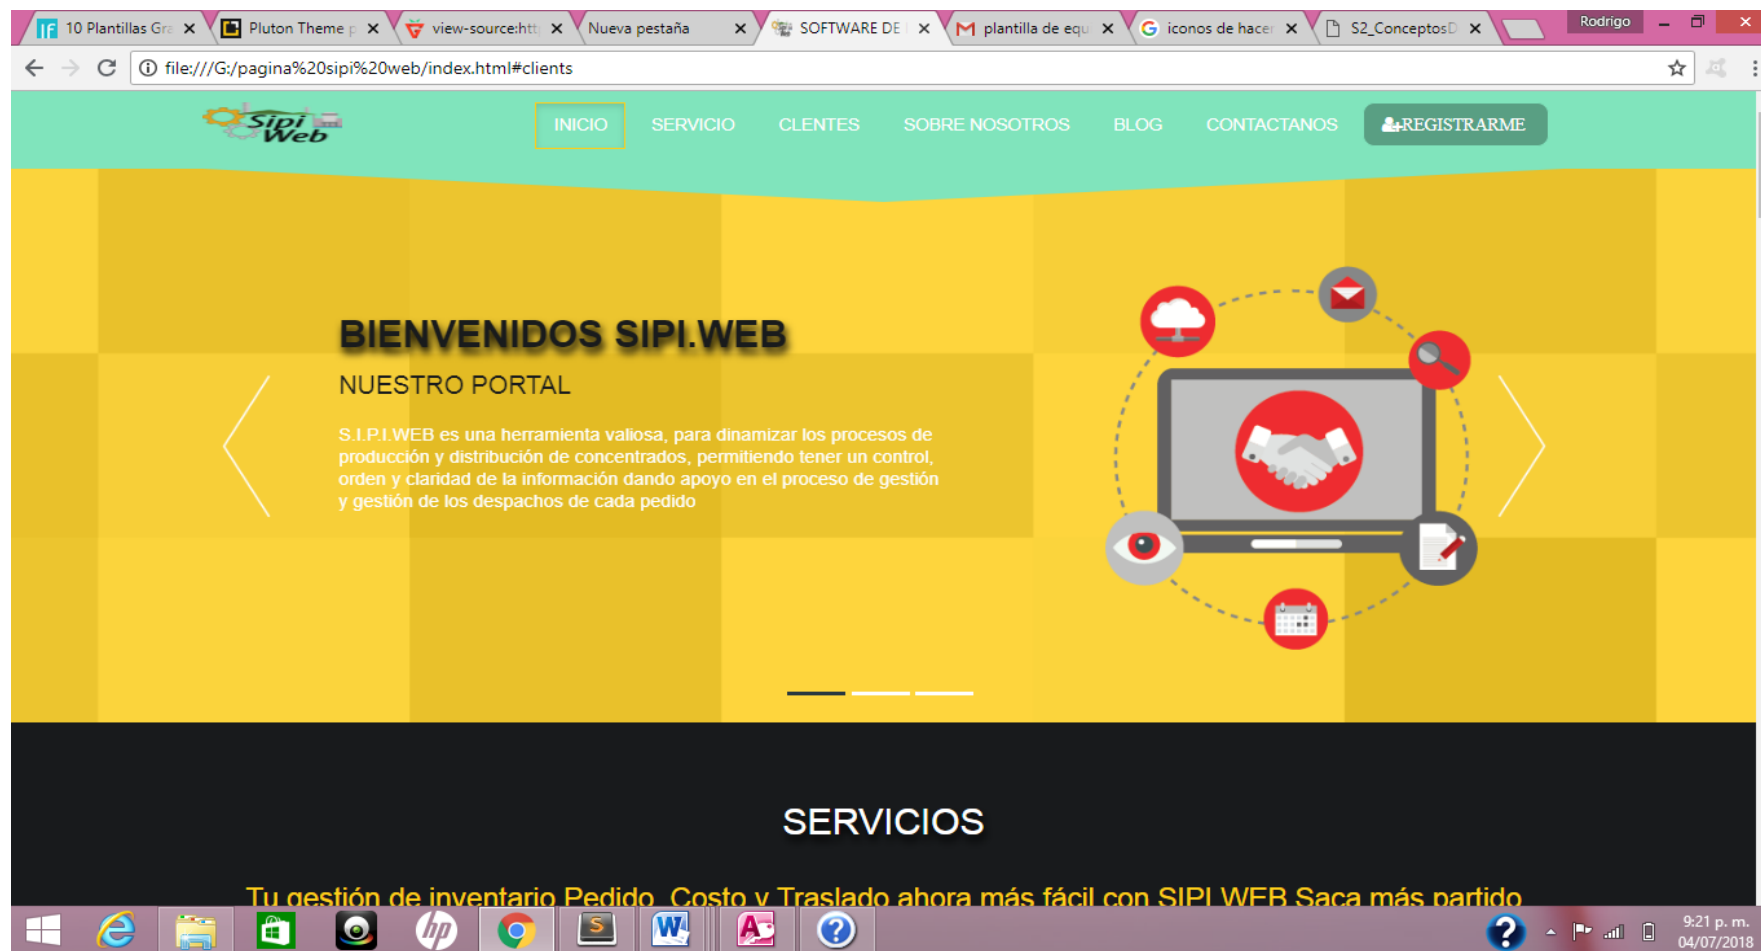 10 Plantillas Gra
Pluton Theme p
view-source:htt
Nueva pestaña
SOFTWARE DE I
plantilla de equ
iconos de hacer
S2_ConceptosD
Rodrigo
file:///G:/pagina%20sipi%20web/index.html#clients
Sipi
Web
INICIO
SERVICIO
CLENTES
SOBRE NOSOTROS
BLOG
CONTACTANOS
REGISTRARME
BIENVENIDOS SIPI.WEB
NUESTRO PORTAL
S.I.P.I.WEB es una herramienta valiosa, para dinamizar los procesos de
producción y distribución de concentrados, permitiendo tener un control,
orden y claridad de la información dando apoyo en el proceso de gestión
y gestión de los despachos de cada pedido
SERVICIOS
Tu gestión de inventario Pedido, Costo y Traslado ahora más fácil con SIPI WEB Saca más partido
9:21 p. m.
04/07/2018